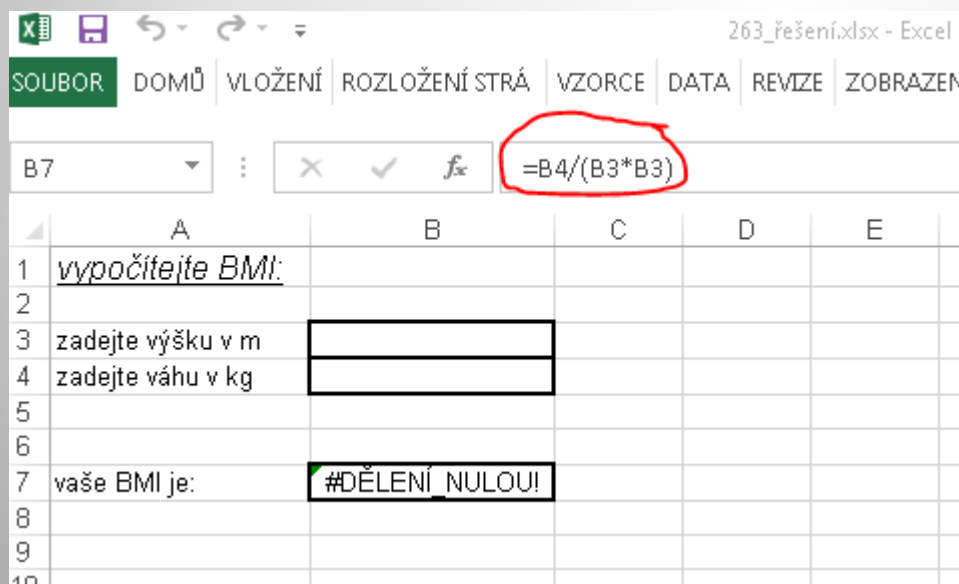 263_řešení.xlsx - Excel
SOUBOR DOMŮ VLOŽENÍ ROZLOŽENÍ STRÁ VZORCE DATA REVIZE ZOBRAZEN
B7 fx =B4/(B3*B3)
A B C D E
1 vypočítejte BMI:
2
3 zadejte výšku v m
4 zadejte váhu v kg
5
6
7 vaše BMI je: #DĚLENÍ_NULOU!
8
9
10